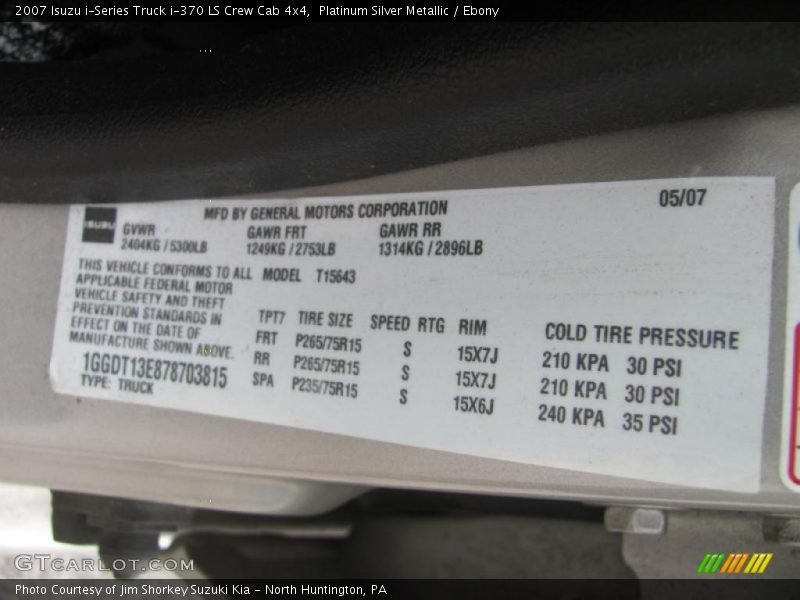 2007 Isuzu i-Series Truck i-370 LS Crew Cab 4x4, Platinum Silver Metallic / Ebony
MFD BY GENERAL MOTORS CORPORATION 05/07
ISUZU
GVWR GAWR FRT GAWR RR
2404KG / 5300LB 1249KG / 2753LB 1314KG / 2896LB
THIS VEHICLE CONFORMS TO ALL MODEL T15643
APPLICABLE FEDERAL MOTOR
VEHICLE SAFETY AND THEFT
PREVENTION STANDARDS IN
EFFECT ON THE DATE OF
MANUFACTURE SHOWN ABOVE.
1GGDT13E878703815
TYPE: TRUCK
TPT7 TIRE SIZE SPEED RTG RIM COLD TIRE PRESSURE
FRT P265/75R15 S 15X7J 210 KPA 30 PSI
RR P265/75R15 S 15X7J 210 KPA 30 PSI
SPA P235/75R15 S 15X6J 240 KPA 35 PSI
GTCarLot.com
Photo Courtesy of Jim Shorkey Suzuki Kia - North Huntington, PA